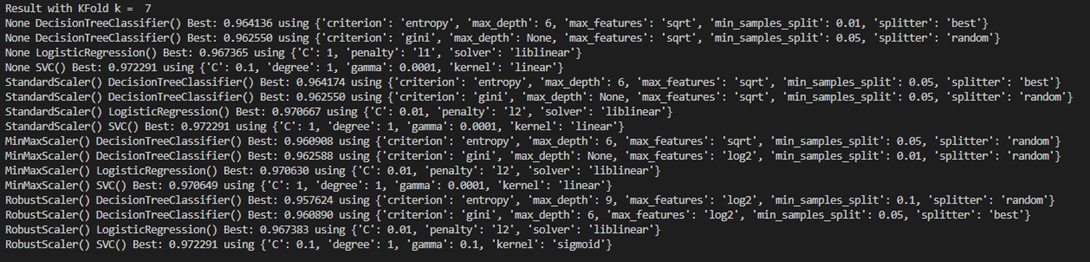 Result with KFold k =  7
None DecisionTreeClassifier() Best: 0.964136 using {'criterion': 'entropy', 'max_depth': 6, 'max_features': 'sqrt', 'min_samples_split': 0.01, 'splitter': 'best'}
None DecisionTreeClassifier() Best: 0.962550 using {'criterion': 'gini', 'max_depth': None, 'max_features': 'sqrt', 'min_samples_split': 0.05, 'splitter': 'random'}
None LogisticRegression() Best: 0.967365 using {'C': 1, 'penalty': 'l1', 'solver': 'liblinear'}
None SVC() Best: 0.972291 using {'C': 0.1, 'degree': 1, 'gamma': 0.0001, 'kernel': 'linear'}
StandardScaler() DecisionTreeClassifier() Best: 0.964174 using {'criterion': 'entropy', 'max_depth': 6, 'max_features': 'sqrt', 'min_samples_split': 0.05, 'splitter': 'best'}
StandardScaler() DecisionTreeClassifier() Best: 0.962550 using {'criterion': 'gini', 'max_depth': None, 'max_features': 'sqrt', 'min_samples_split': 0.05, 'splitter': 'random'}
StandardScaler() LogisticRegression() Best: 0.970667 using {'C': 0.01, 'penalty': 'l2', 'solver': 'liblinear'}
StandardScaler() SVC() Best: 0.972291 using {'C': 1, 'degree': 1, 'gamma': 0.0001, 'kernel': 'linear'}
MinMaxScaler() DecisionTreeClassifier() Best: 0.960908 using {'criterion': 'entropy', 'max_depth': 6, 'max_features': 'sqrt', 'min_samples_split': 0.05, 'splitter': 'random'}
MinMaxScaler() DecisionTreeClassifier() Best: 0.962588 using {'criterion': 'gini', 'max_depth': None, 'max_features': 'log2', 'min_samples_split': 0.01, 'splitter': 'random'}
MinMaxScaler() LogisticRegression() Best: 0.970630 using {'C': 0.01, 'penalty': 'l2', 'solver': 'liblinear'}
MinMaxScaler() SVC() Best: 0.970649 using {'C': 1, 'degree': 1, 'gamma': 0.0001, 'kernel': 'linear'}
RobustScaler() DecisionTreeClassifier() Best: 0.957624 using {'criterion': 'entropy', 'max_depth': 9, 'max_features': 'log2', 'min_samples_split': 0.1, 'splitter': 'random'}
RobustScaler() DecisionTreeClassifier() Best: 0.960890 using {'criterion': 'gini', 'max_depth': 6, 'max_features': 'log2', 'min_samples_split': 0.05, 'splitter': 'best'}
RobustScaler() LogisticRegression() Best: 0.967383 using {'C': 0.01, 'penalty': 'l2', 'solver': 'liblinear'}
RobustScaler() SVC() Best: 0.972291 using {'C': 0.1, 'degree': 1, 'gamma': 0.1, 'kernel': 'sigmoid'}